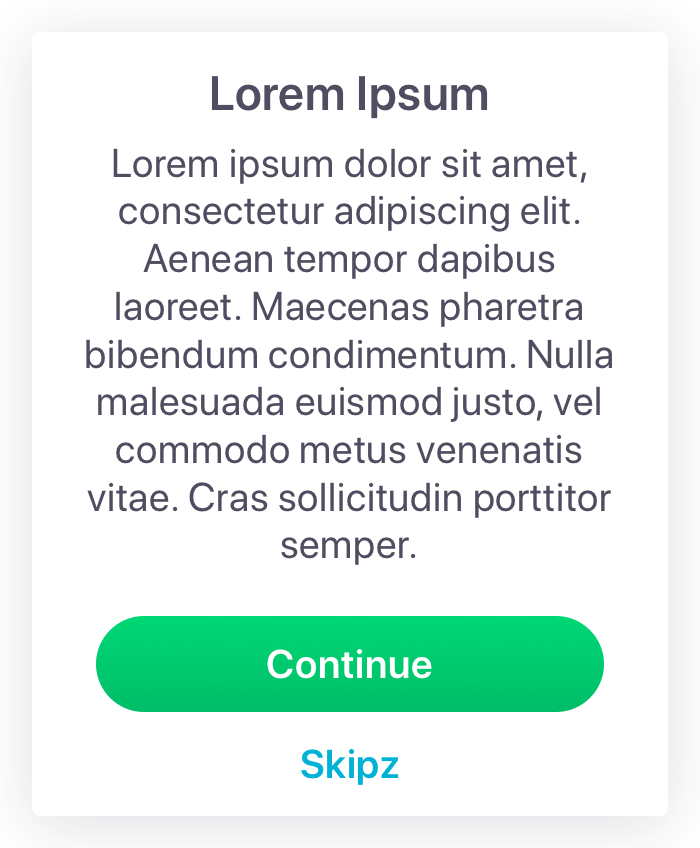 Lorem Ipsum
Lorem ipsum dolor sit amet,
consectetur adipiscing elit.
Aenean tempor dapibus
laoreet. Maecenas pharetra
bibendum condimentum. Nulla
malesuada euismod justo, vel
commodo metus venenatis
vitae. Cras sollicitudin porttitor
semper.
Continue
Skipz